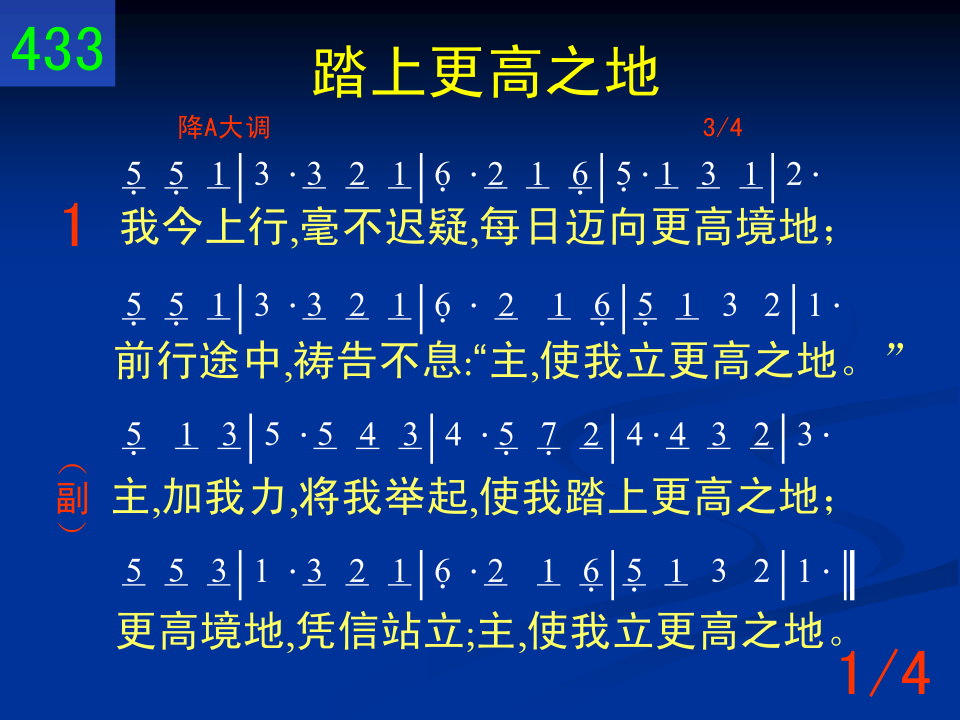 433
踏上更高之地
降A大调 3/4
5 5 1|3 ·3 2 1|6 ·2 1 6|5 ·1 3 1|2 ·
1 我今上行,毫不迟疑,每日迈向更高境地;
5 5 1|3 ·3 2 1|6 · 2 1 6|5 1 3 2|1 ·
前行途中,祷告不息:“主,使我立更高之地。”
5 1 3|5 ·5 4 3|4 ·5 7 2|4 ·4 3 2|3 ·
(副) 主,加我力,将我举起,使我踏上更高之地;
5 5 3|1 ·3 2 1|6 ·2 1 6|5 1 3 2|1 ·‖
更高境地,凭信站立;主,使我立更高之地。
1/4